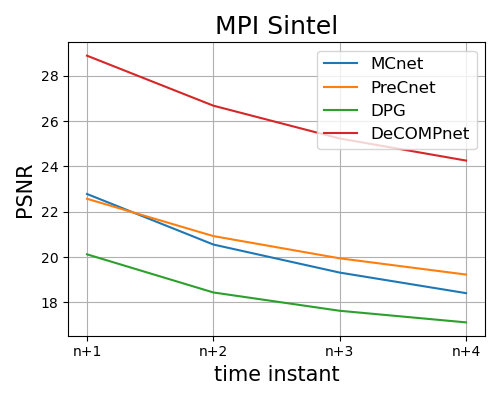 MPI Sintel
MCnet
PreCnet
DPG
DeCOMPnet
PSNR
28
26
24
22
20
18
n+1 n+2 n+3 n+4
time instant